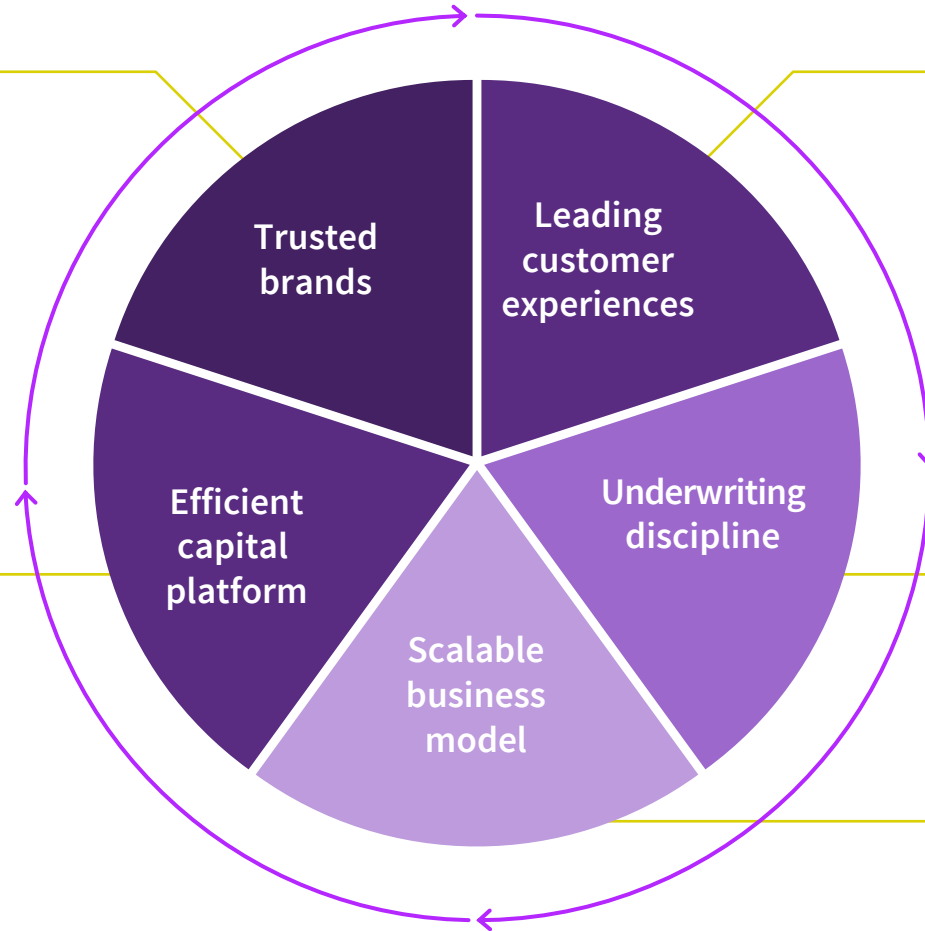 Trusted
brands
Leading
customer
experiences
Underwriting
discipline
Scalable
business
model
Efficient
capital
platform